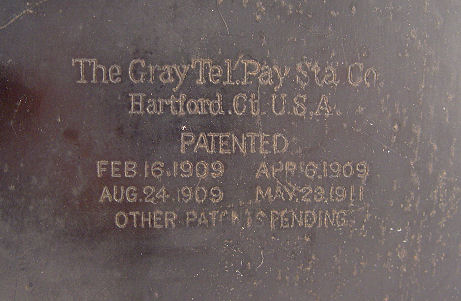 The Gray Tel. Pay Sta. Co.
Hartford. Ct. U.S.A.
PATENTED
FEB.16.1909 APR.6.1909
AUG.24.1909 MAY.23.1911
OTHER PATENTS PENDING.